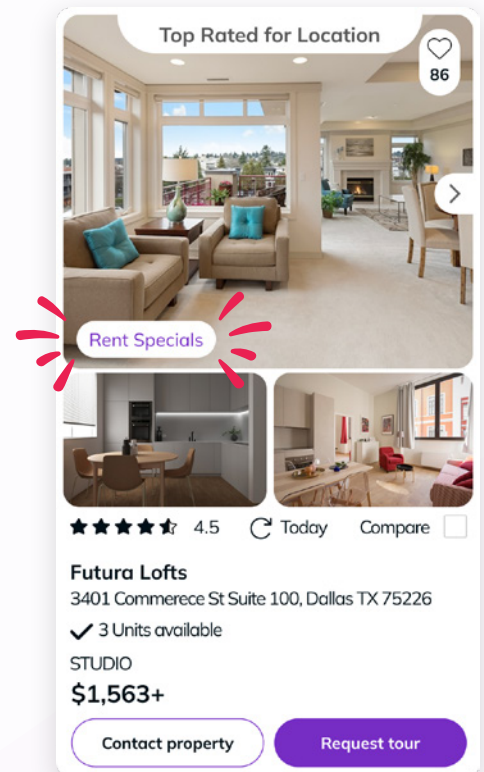 Top Rated for Location
86
Rent Specials
4.5 Today Compare
Futura Lofts
3401 Commerece St Suite 100, Dallas TX 75226
3 Units available
STUDIO
$1,563+
Contact property Request tour